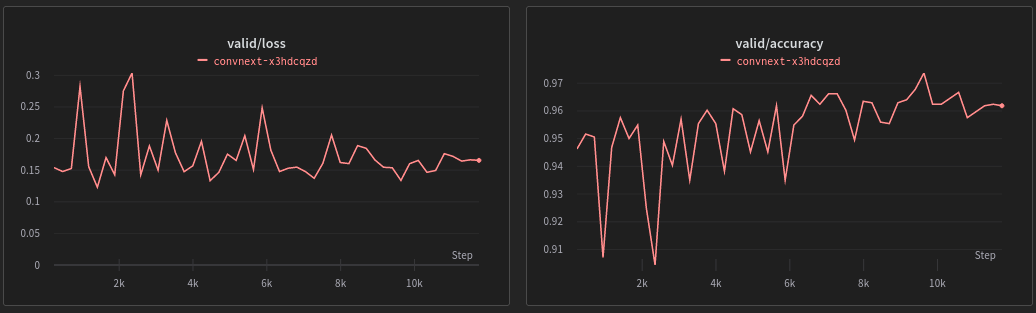 valid/loss
convnext-x3hdcqzd
0.3
0.25
0.2
0.15
0.1
0.05
0
Step
2k 4k 6k 8k 10k
valid/accuracy
convnext-x3hdcqzd
0.97
0.96
0.95
0.94
0.93
0.92
0.91
Step
2k 4k 6k 8k 10k